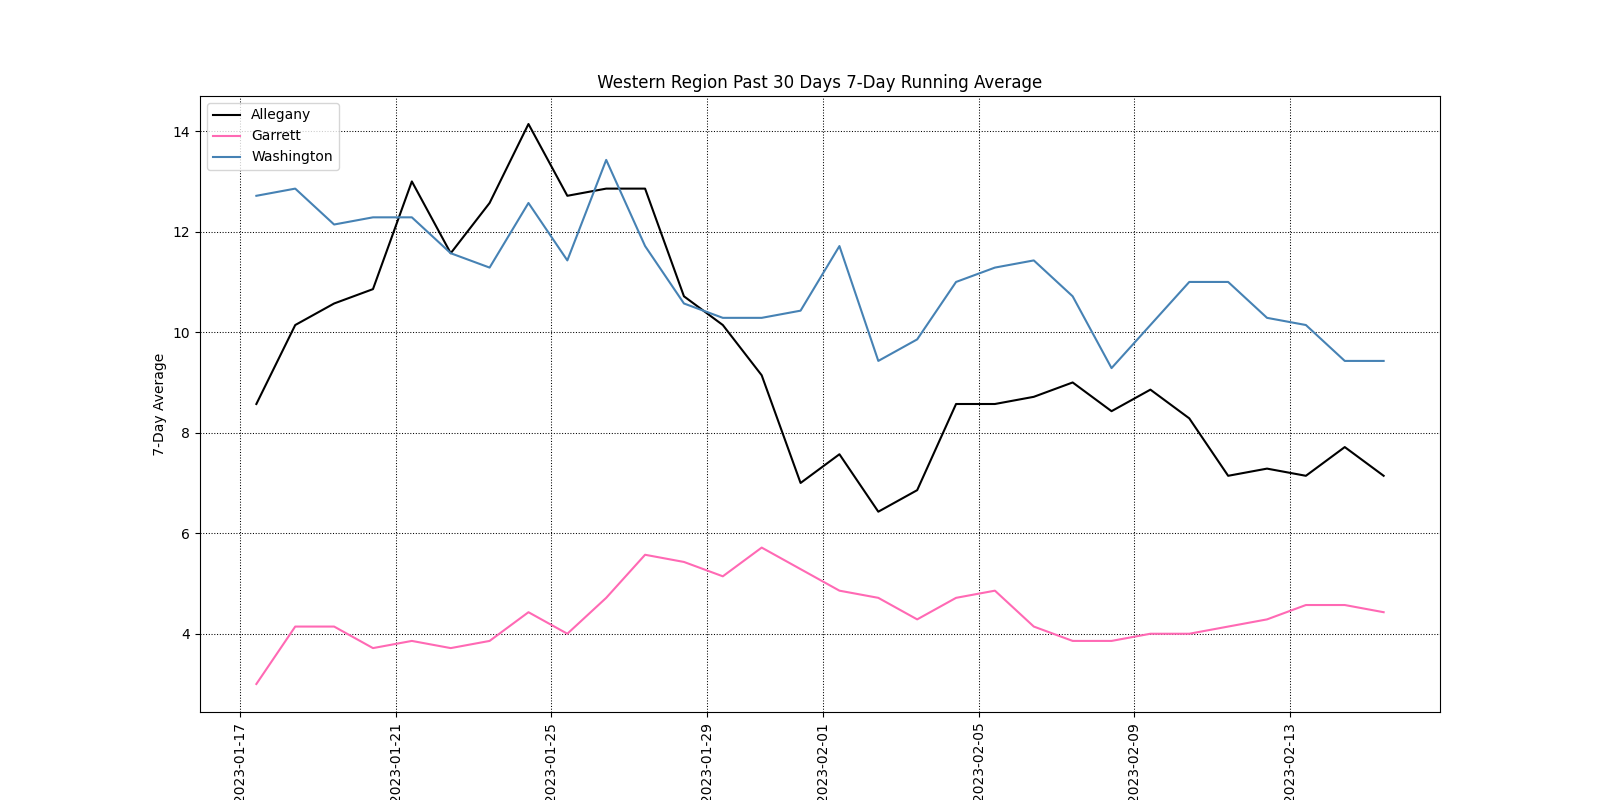 Western Region Past 30 Days 7-Day Running Average
Allegany
Garrett
Washington
7-Day Average
14
12
10
8
6
4
2023-01-17
2023-01-21
2023-01-25
2023-01-29
2023-02-01
2023-02-05
2023-02-09
2023-02-13